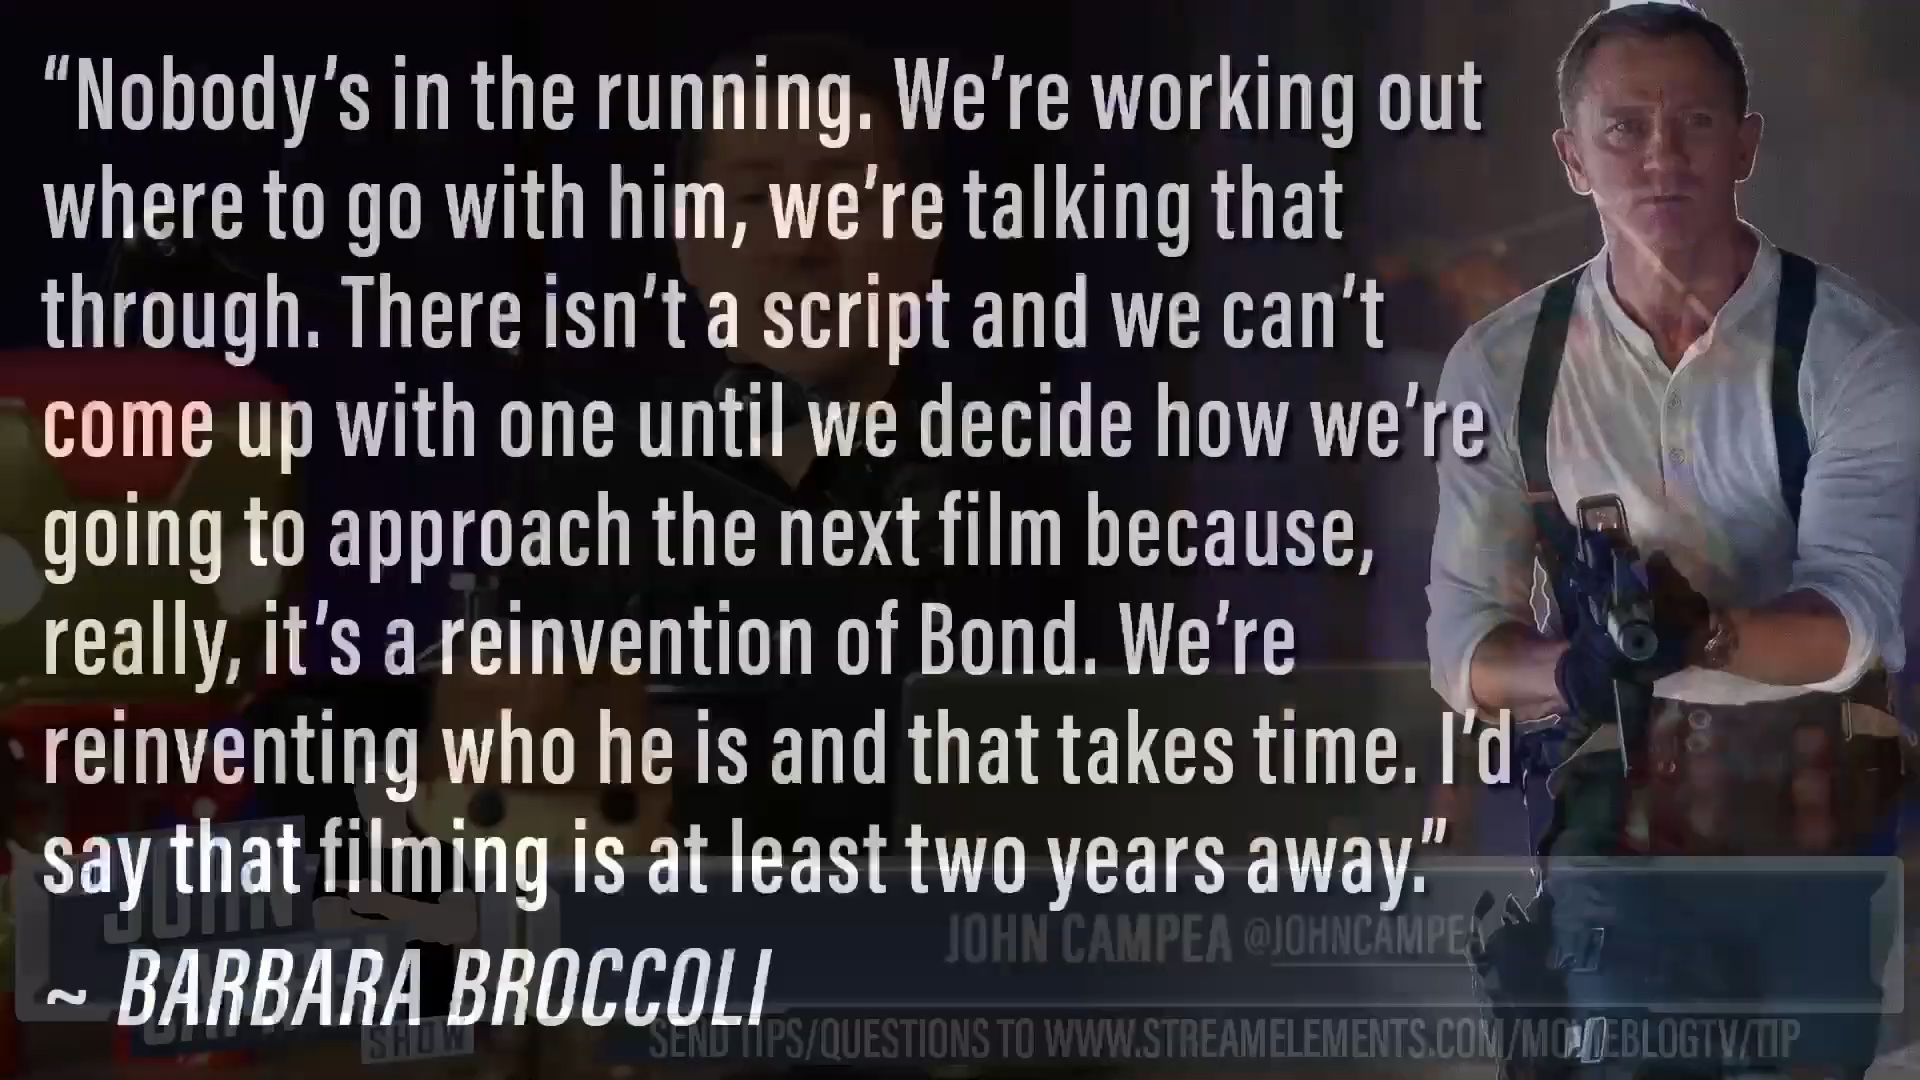 “Nobody’s in the running. We’re working out
where to go with him, we’re talking that
through. There isn’t a script and we can’t
come up with one until we decide how we’re
going to approach the next film because,
really, it’s a reinvention of Bond. We’re
reinventing who he is and that takes time. I’d
say that filming is at least two years away.”
~ BARBARA BROCCOLI
JOHN
SHOW
JOHN CAMPEA @JOHNCAMPEA
SEND TIPS/QUESTIONS TO WWW.STREAMELEMENTS.COM/MOVIEBLOGTV/TIP